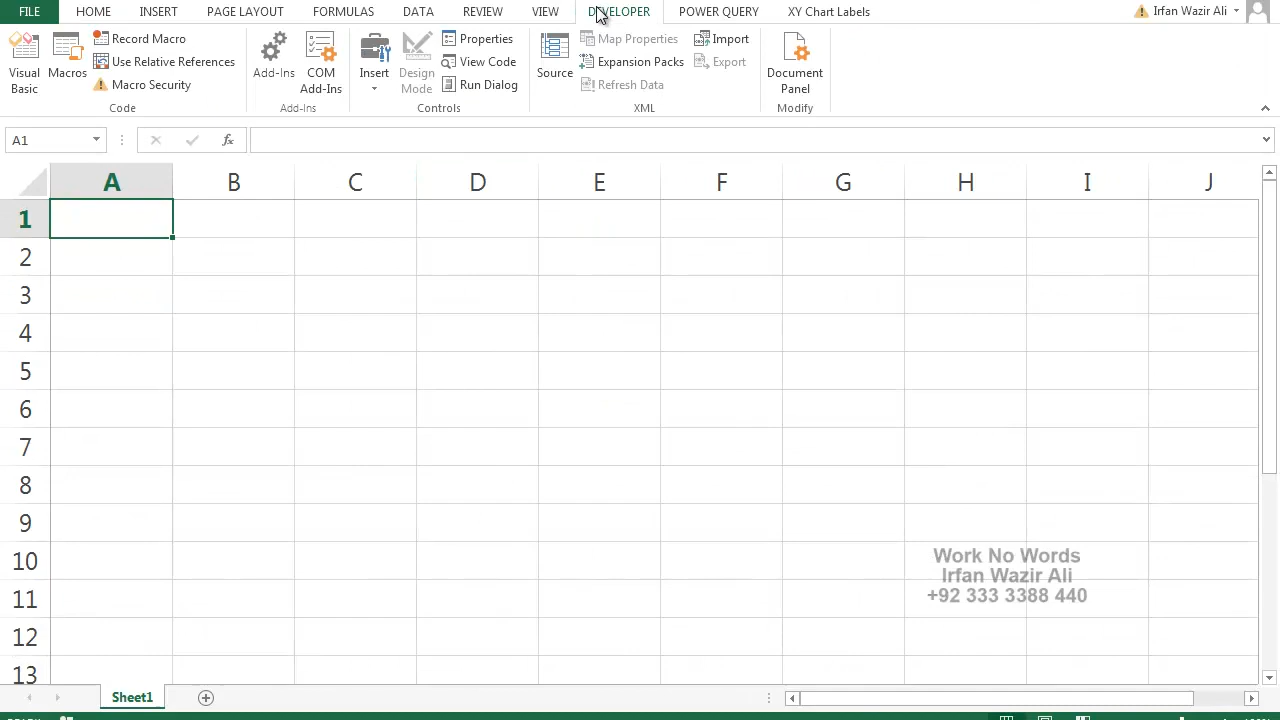 FILE HOME INSERT PAGE LAYOUT FORMULAS DATA REVIEW VIEW DEVELOPER POWER QUERY XY Chart Labels Irfan Wazir Ali
Visual Basic
Macros
Record Macro
Use Relative References
Macro Security
Code
Add-Ins
COM Add-Ins
Add-Ins
Insert
Design Mode
Properties
View Code
Run Dialog
Controls
Source
Map Properties
Expansion Packs
Refresh Data
Import
Export
XML
Document Panel
Modify
A1
fx
A B C D E F G H I J
1
2
3
4
5
6
7
8
9
10
11
12
13
Work No Words
Irfan Wazir Ali
+92 333 3388 440
Sheet1